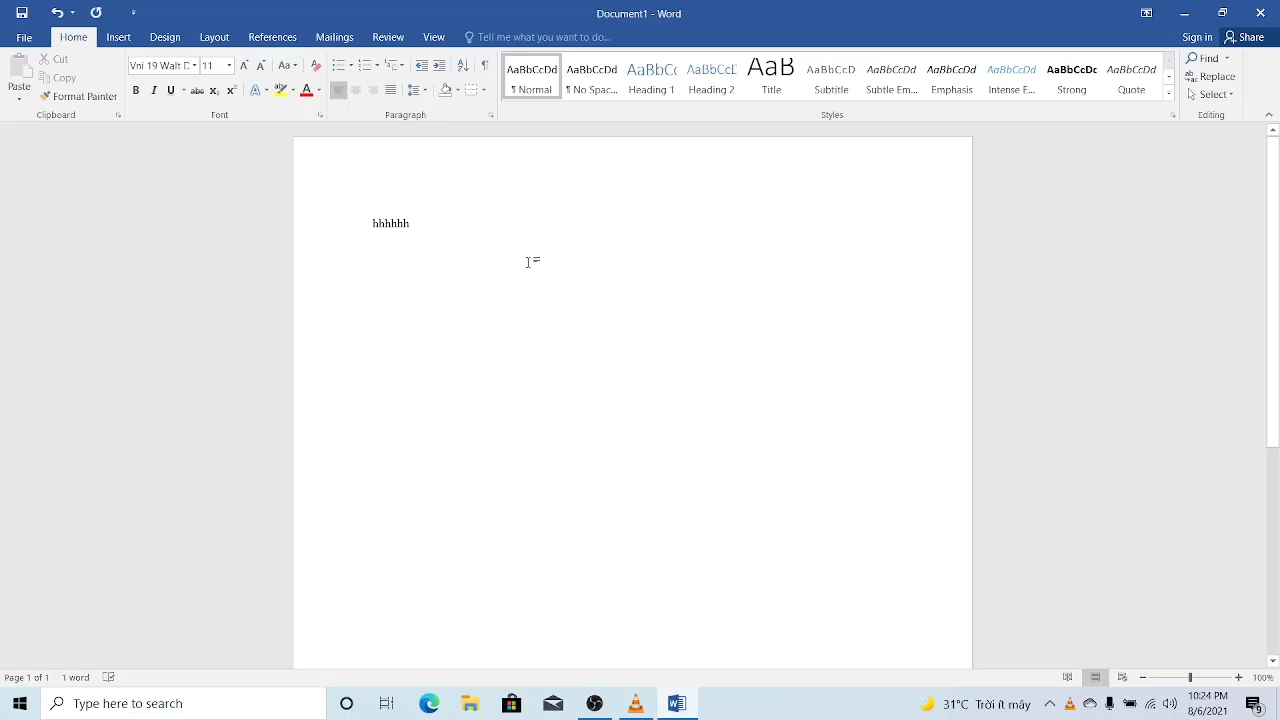 Document1 - Word
File Home Insert Design Layout References Mailings Review View Tell me what you want to do... Sign in Share
Paste Cut Copy Format Painter
Clipboard
Vni 19 Walt D 11
Font
Paragraph
AaBbCcDd AaBbCcDd AaBbCc AaBbCcD AaB AaBbCcD AaBbCcDd AaBbCcDd AaBbCcDd AaBbCcDc AaBbCcDd
¶ Normal ¶ No Spac... Heading 1 Heading 2 Title Subtitle Subtle Em... Emphasis Intense E... Strong Quote
Styles
Find
Replace
Select
Editing
hhhhhh
Page 1 of 1 1 word 100%
Type here to search
31°C Trời ít mây
10:24 PM
8/6/2021